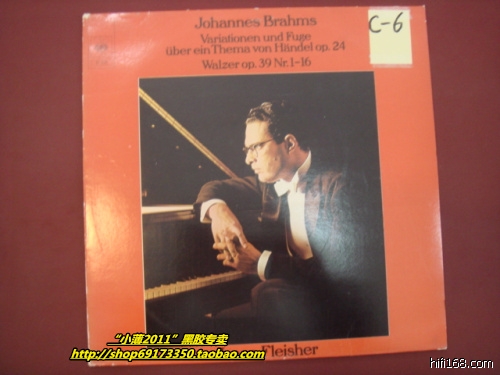 Johannes Brahms
C-6
Variationen und Fuge
über ein Thema von Händel op. 24
Walzer op. 39 Nr. 1-16
Fleisher
“小蒲2011”黑胶专卖
http://shop69173350.taobao.com/
hifi168.com